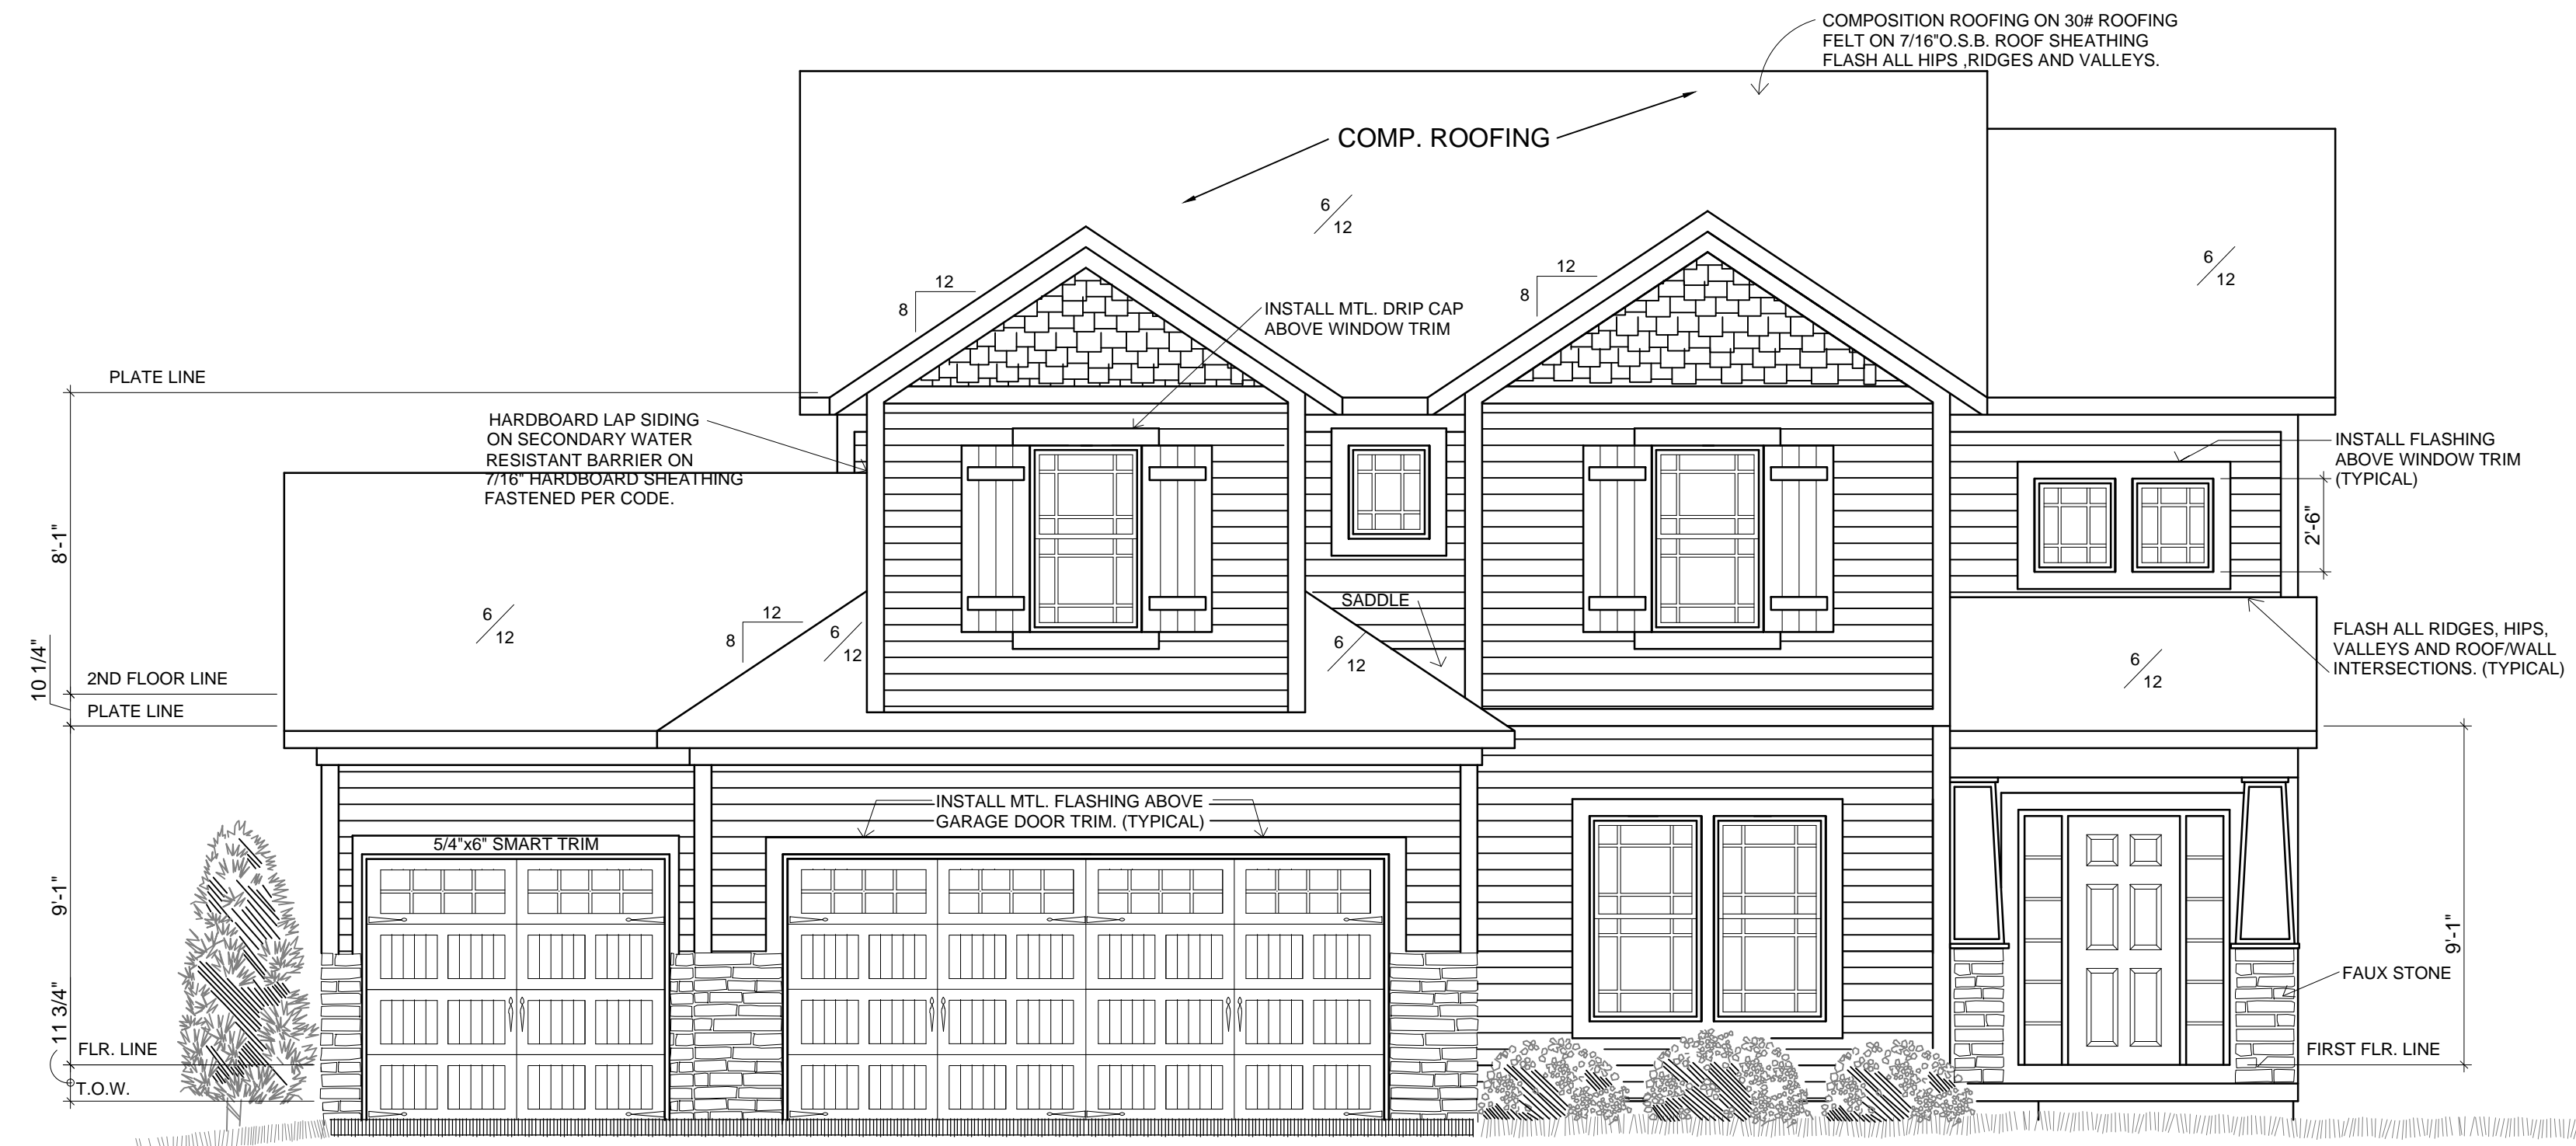 COMPOSITION ROOFING ON 30# ROOFING
FELT ON 7/16"O.S.B. ROOF SHEATHING
FLASH ALL HIPS ,RIDGES AND VALLEYS.
COMP. ROOFING
6
12
6
12
12
8
12
8
INSTALL MTL. DRIP CAP
ABOVE WINDOW TRIM
PLATE LINE
HARDBOARD LAP SIDING
ON SECONDARY WATER
RESISTANT BARRIER ON
7/16" HARDBOARD SHEATHING
FASTENED PER CODE.
INSTALL FLASHING
ABOVE WINDOW TRIM
(TYPICAL)
2'-6"
8'-1"
SADDLE
6
12
12
8
6
12
6
12
FLASH ALL RIDGES, HIPS,
VALLEYS AND ROOF/WALL
INTERSECTIONS. (TYPICAL)
6
12
10 1/4"
2ND FLOOR LINE
PLATE LINE
INSTALL MTL. FLASHING ABOVE
GARAGE DOOR TRIM. (TYPICAL)
5/4"x6" SMART TRIM
9'-1"
9'-1"
FAUX STONE
11 3/4"
FLR. LINE
FIRST FLR. LINE
T.O.W.